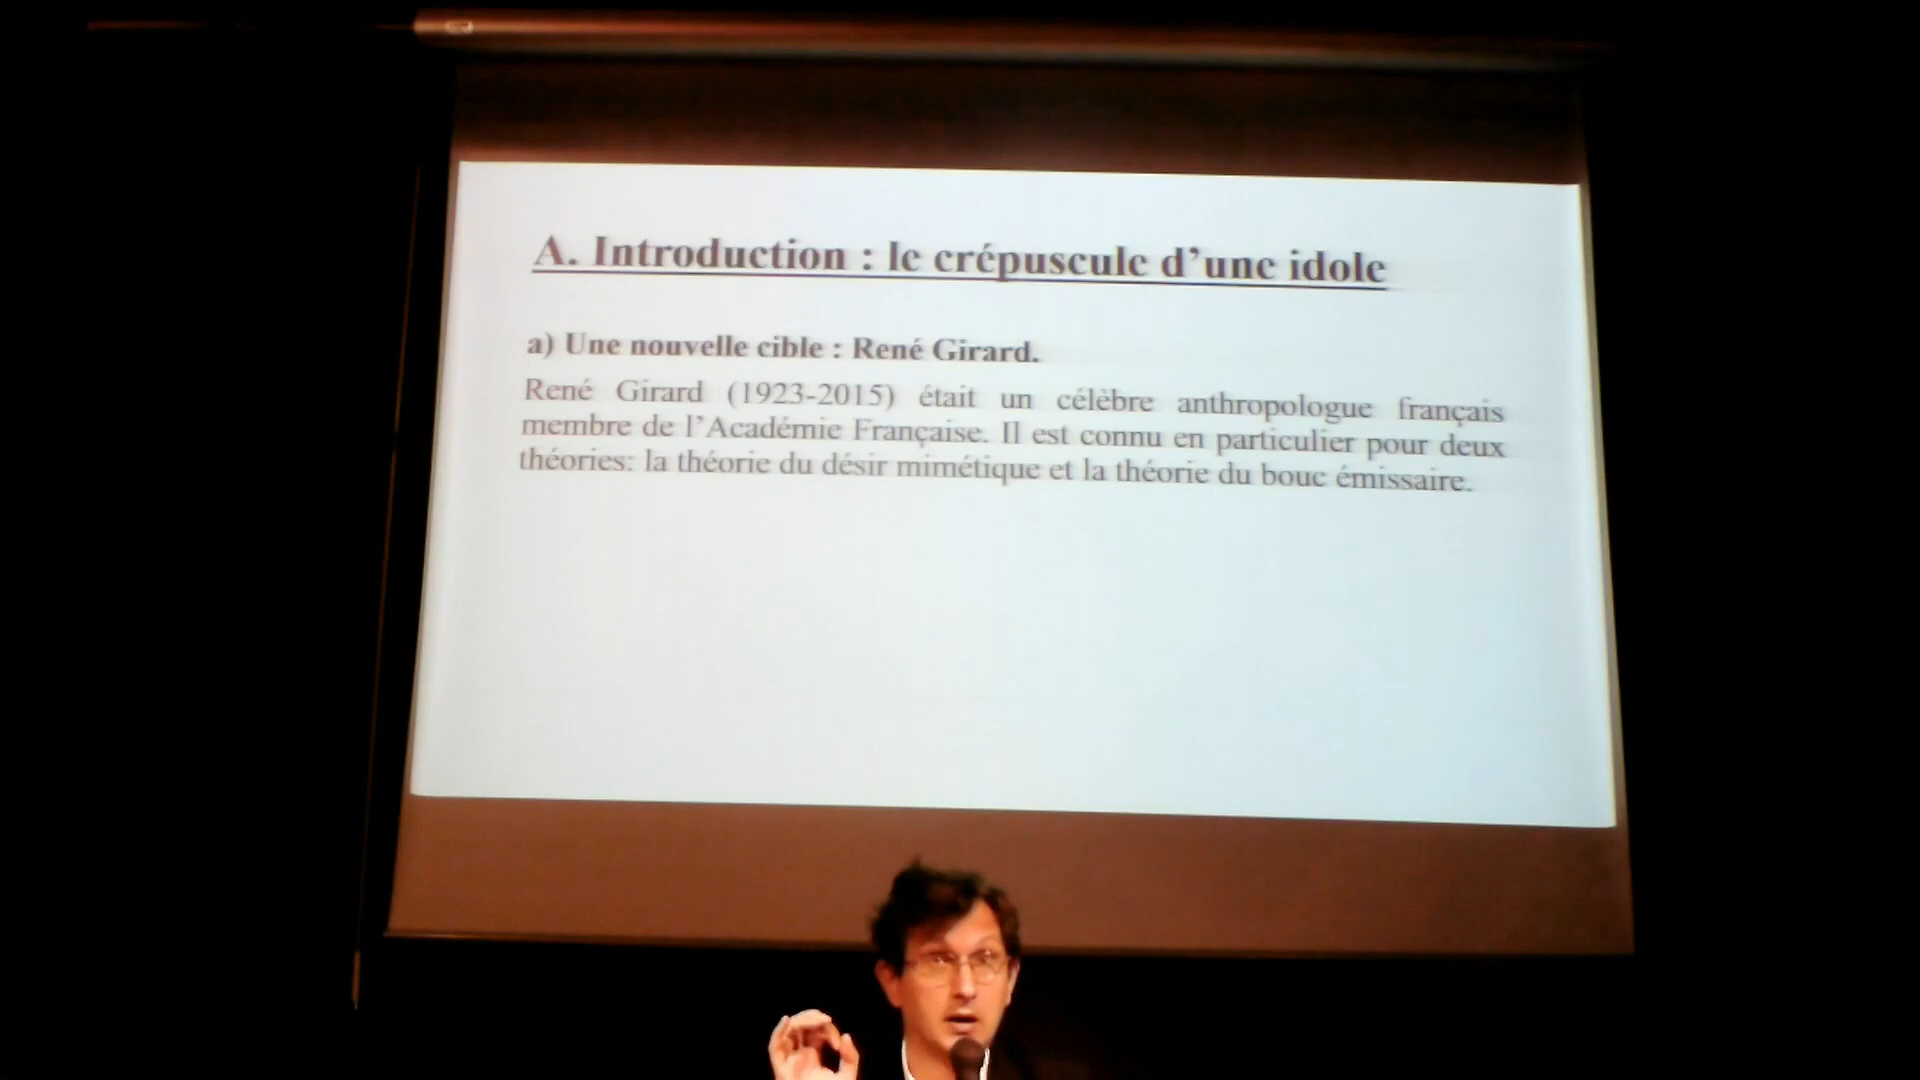 A. Introduction : le crépuscule d’une idole
a) Une nouvelle cible : René Girard.
René Girard (1923-2015) était un célèbre anthropologue français
membre de l’Académie Française. Il est connu en particulier pour deux
théories: la théorie du désir mimétique et la théorie du bouc émissaire.